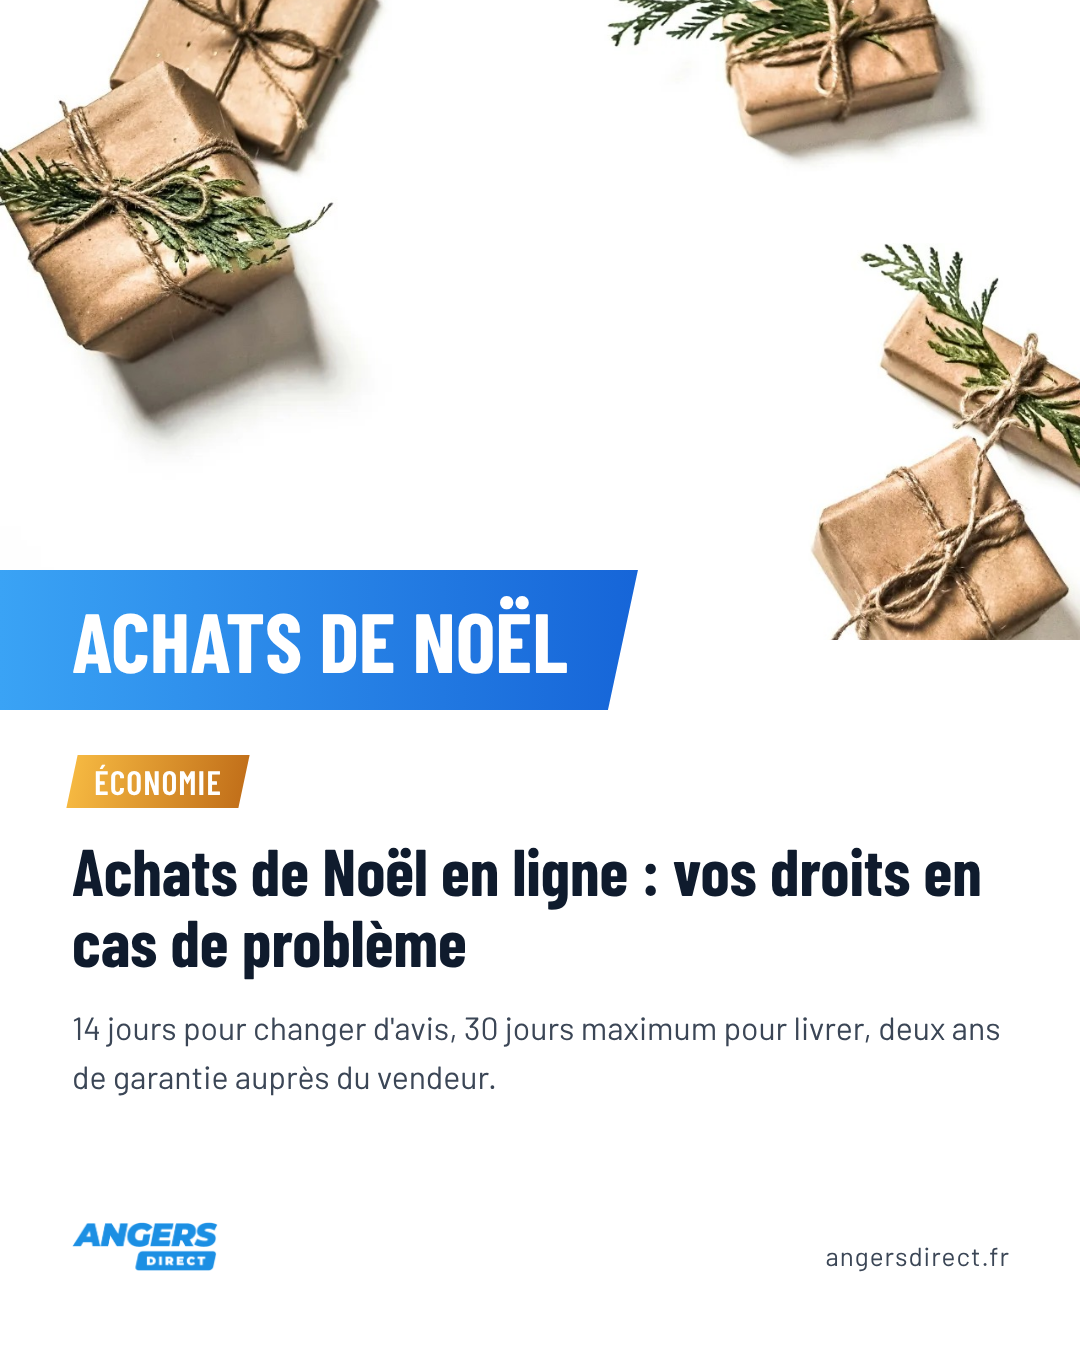 ACHATS DE NOËL
ÉCONOMIE
Achats de Noël en ligne : vos droits en
cas de problème
14 jours pour changer d'avis, 30 jours maximum pour livrer, deux ans
de garantie auprès du vendeur.
ANGERS
DIRECT
angersdirect.fr